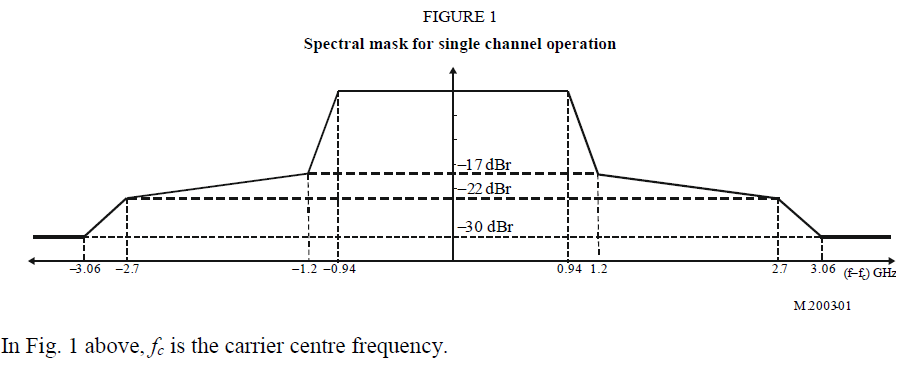 FIGURE 1
Spectral mask for single channel operation
–17 dBr
–22 dBr
–30 dBr
–3.06 –2.7 –1.2 –0.94 0.94 1.2 2.7 3.06 (f–fc) GHz
M.2003-01
In Fig. 1 above, fc is the carrier centre frequency.